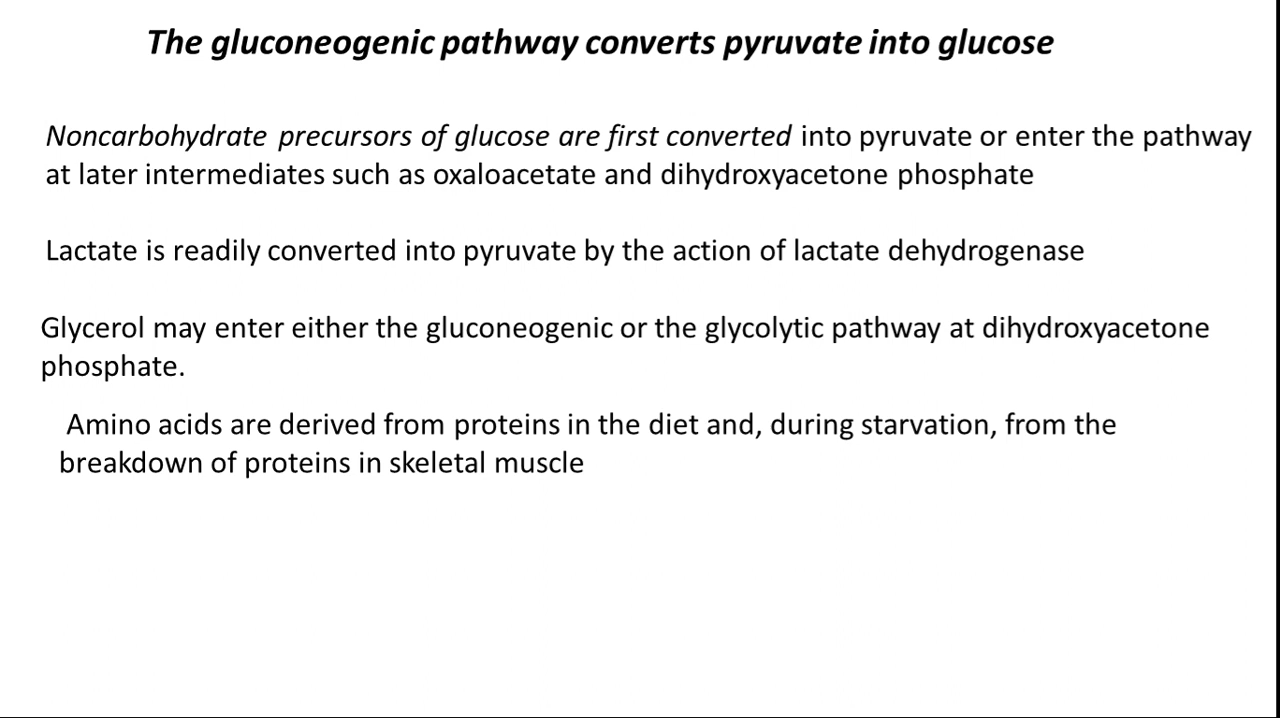 The gluconeogenic pathway converts pyruvate into glucose
Noncarbohydrate precursors of glucose are first converted into pyruvate or enter the pathway
at later intermediates such as oxaloacetate and dihydroxyacetone phosphate
Lactate is readily converted into pyruvate by the action of lactate dehydrogenase
Glycerol may enter either the gluconeogenic or the glycolytic pathway at dihydroxyacetone
phosphate.
Amino acids are derived from proteins in the diet and, during starvation, from the
breakdown of proteins in skeletal muscle